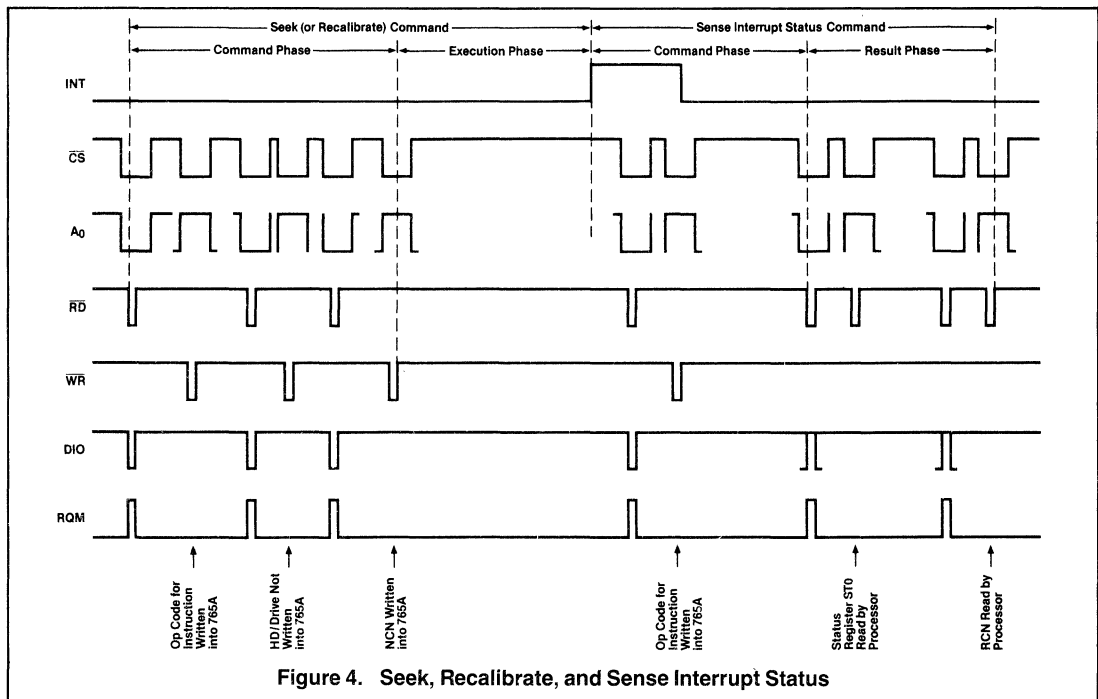 Seek (or Recalibrate) Command
Sense Interrupt Status Command
Command Phase
Execution Phase
Command Phase
Result Phase
INT
CS
A0
RD
WR
DIO
RQM
Op Code for
Instruction
Written
into 765A
HD/Drive Not
Written
into 765A
NCN Written
into 765A
Op Code for
Instruction
Written
into 765A
Status
Register ST0
Read by
Processor
RCN Read by
Processor
Figure 4. Seek, Recalibrate, and Sense Interrupt Status